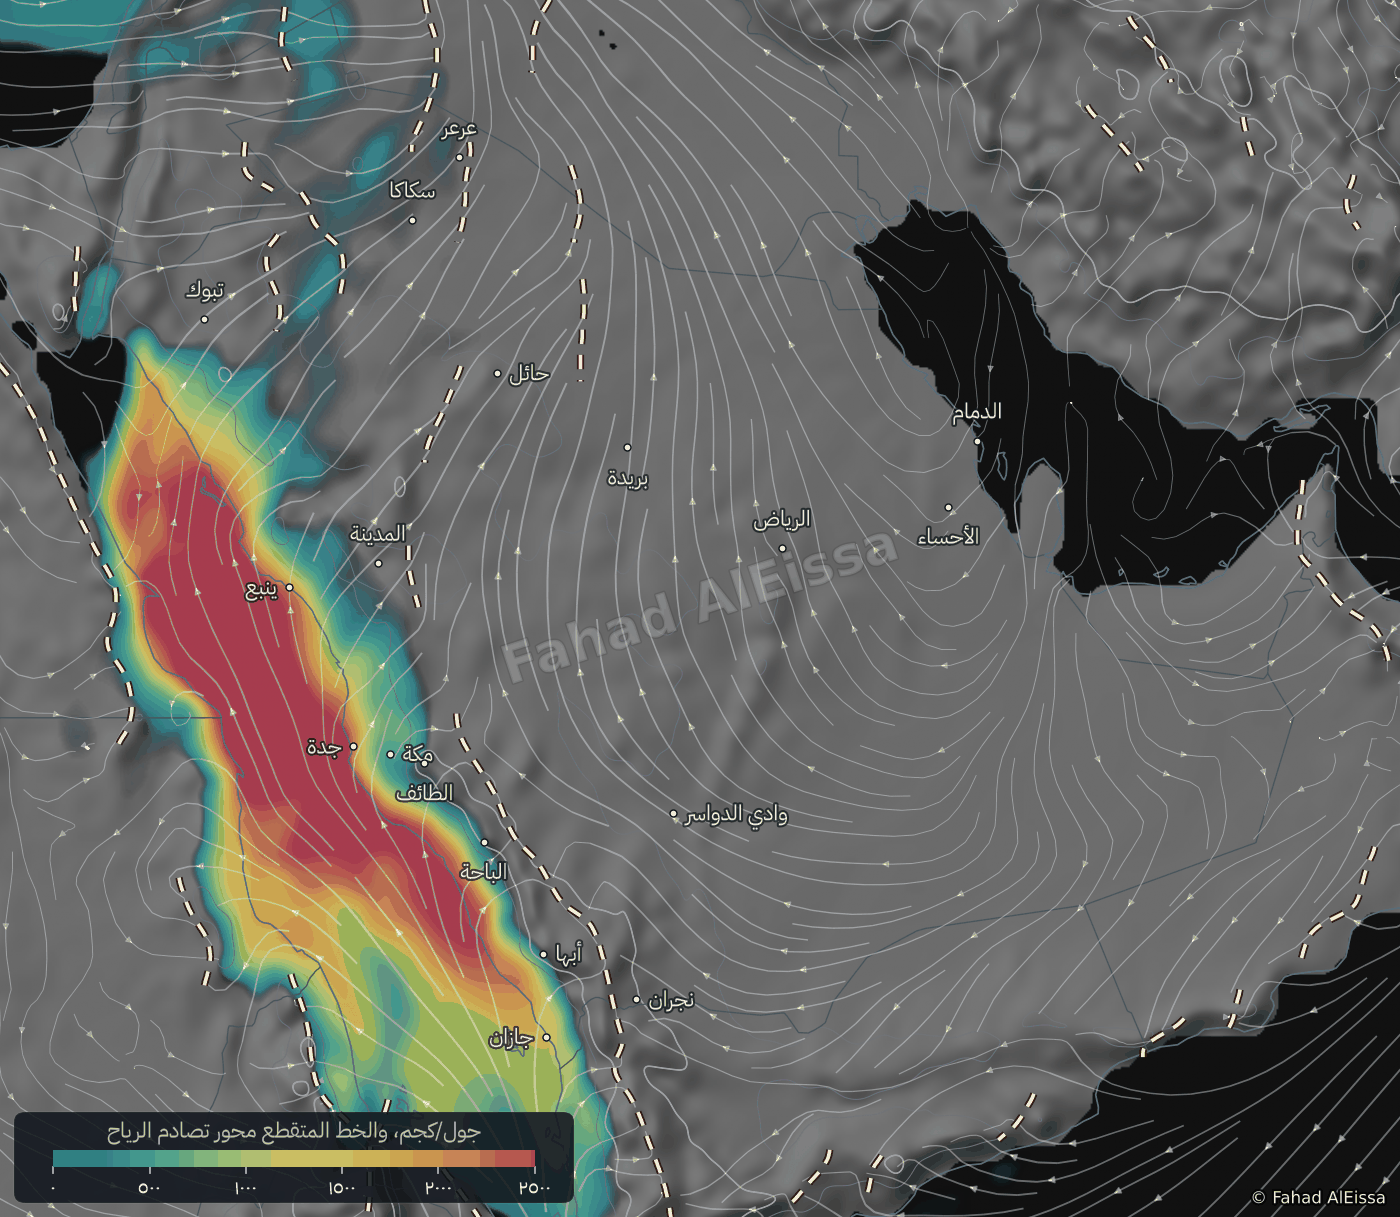 عرعر
سكاكا
تبوك
حائل
الدمام
بريدة
الرياض
الأحساء
المدينة
ينبع
Fahad AlEissa
جدة
مكة
الطائف
وادي الدواسر
الباحة
أبها
نجران
جازان
جول/كجم، والخط المتقطع محور تصادم الرياح
٠ ٥٠٠ ١٠٠٠ ١٥٠٠ ٢٠٠٠ ٢٥٠٠
© Fahad AlEissa